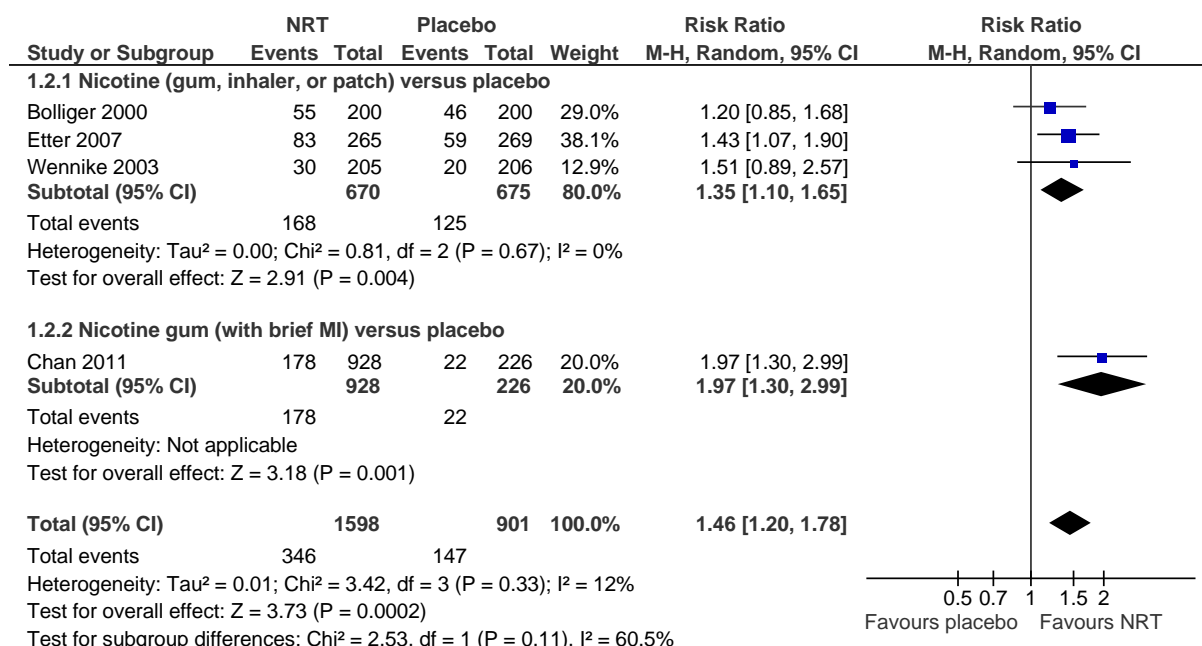 NRT Placebo Risk Ratio Risk Ratio
Study or Subgroup Events Total Events Total Weight M-H, Random, 95% CI M-H, Random, 95% CI
1.2.1 Nicotine (gum, inhaler, or patch) versus placebo
Bolliger 2000 55 200 46 200 29.0% 1.20 [0.85, 1.68]
Etter 2007 83 265 59 269 38.1% 1.43 [1.07, 1.90]
Wennike 2003 30 205 20 206 12.9% 1.51 [0.89, 2.57]
Subtotal (95% CI) 670 675 80.0% 1.35 [1.10, 1.65]
Total events 168 125
Heterogeneity: Tau² = 0.00; Chi² = 0.81, df = 2 (P = 0.67); I² = 0%
Test for overall effect: Z = 2.91 (P = 0.004)
1.2.2 Nicotine gum (with brief MI) versus placebo
Chan 2011 178 928 22 226 20.0% 1.97 [1.30, 2.99]
Subtotal (95% CI) 928 226 20.0% 1.97 [1.30, 2.99]
Total events 178 22
Heterogeneity: Not applicable
Test for overall effect: Z = 3.18 (P = 0.001)
Total (95% CI) 1598 901 100.0% 1.46 [1.20, 1.78]
Total events 346 147
Heterogeneity: Tau² = 0.01; Chi² = 3.42, df = 3 (P = 0.33); I² = 12%
Test for overall effect: Z = 3.73 (P = 0.0002)
Test for subgroup differences: Chi² = 2.53, df = 1 (P = 0.11), I² = 60.5%
0.5 0.7 1 1.5 2
Favours placebo Favours NRT